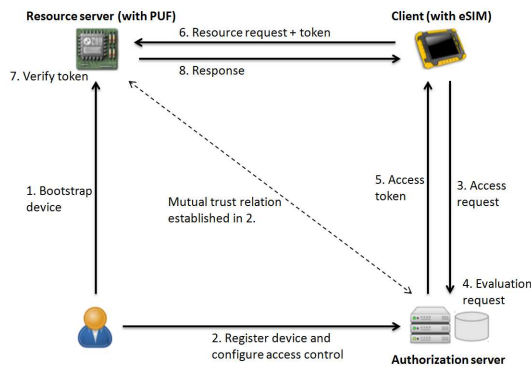 Resource server (with PUF)
Client (with eSIM)
6. Resource request + token
7. Verify token
8. Response
1. Bootstrap
device
Mutual trust relation
established in 2.
5. Access
token
3. Access
request
4. Evaluation
request
2. Register device and
configure access control
Authorization server